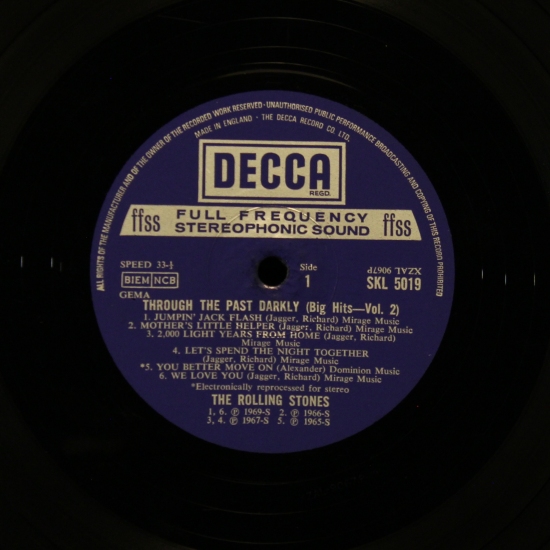 ALL RIGHTS OF THE MANUFACTURER AND OF THE OWNER OF THE RECORDED WORK RESERVED · UNAUTHORISED PUBLIC PERFORMANCE BROADCASTING AND COPYING OF THIS RECORD PROHIBITED
MADE IN ENGLAND · THE DECCA RECORD CO. LTD.
DECCA
REGD.
ffss FULL FREQUENCY STEREOPHONIC SOUND ffss
SPEED 33⅓
BIEM NCB
GEMA
Side
1
XZAL 9067P
SKL 5019
THROUGH THE PAST DARKLY (Big Hits—Vol. 2)
1. JUMPIN' JACK FLASH (Jagger, Richard) Mirage Music
2. MOTHER'S LITTLE HELPER (Jagger, Richard) Mirage Music
3. 2,000 LIGHT YEARS FROM HOME (Jagger, Richard)
Mirage Music
4. LET'S SPEND THE NIGHT TOGETHER
(Jagger, Richard) Mirage Music
*5. YOU BETTER MOVE ON (Alexander) Dominion Music
6. WE LOVE YOU (Jagger, Richard) Mirage Music
*Electronically reprocessed for stereo
THE ROLLING STONES
1, 6. ℗ 1969-S 2. ℗ 1966-S
3, 4. ℗ 1967-S 5. ℗ 1965-S